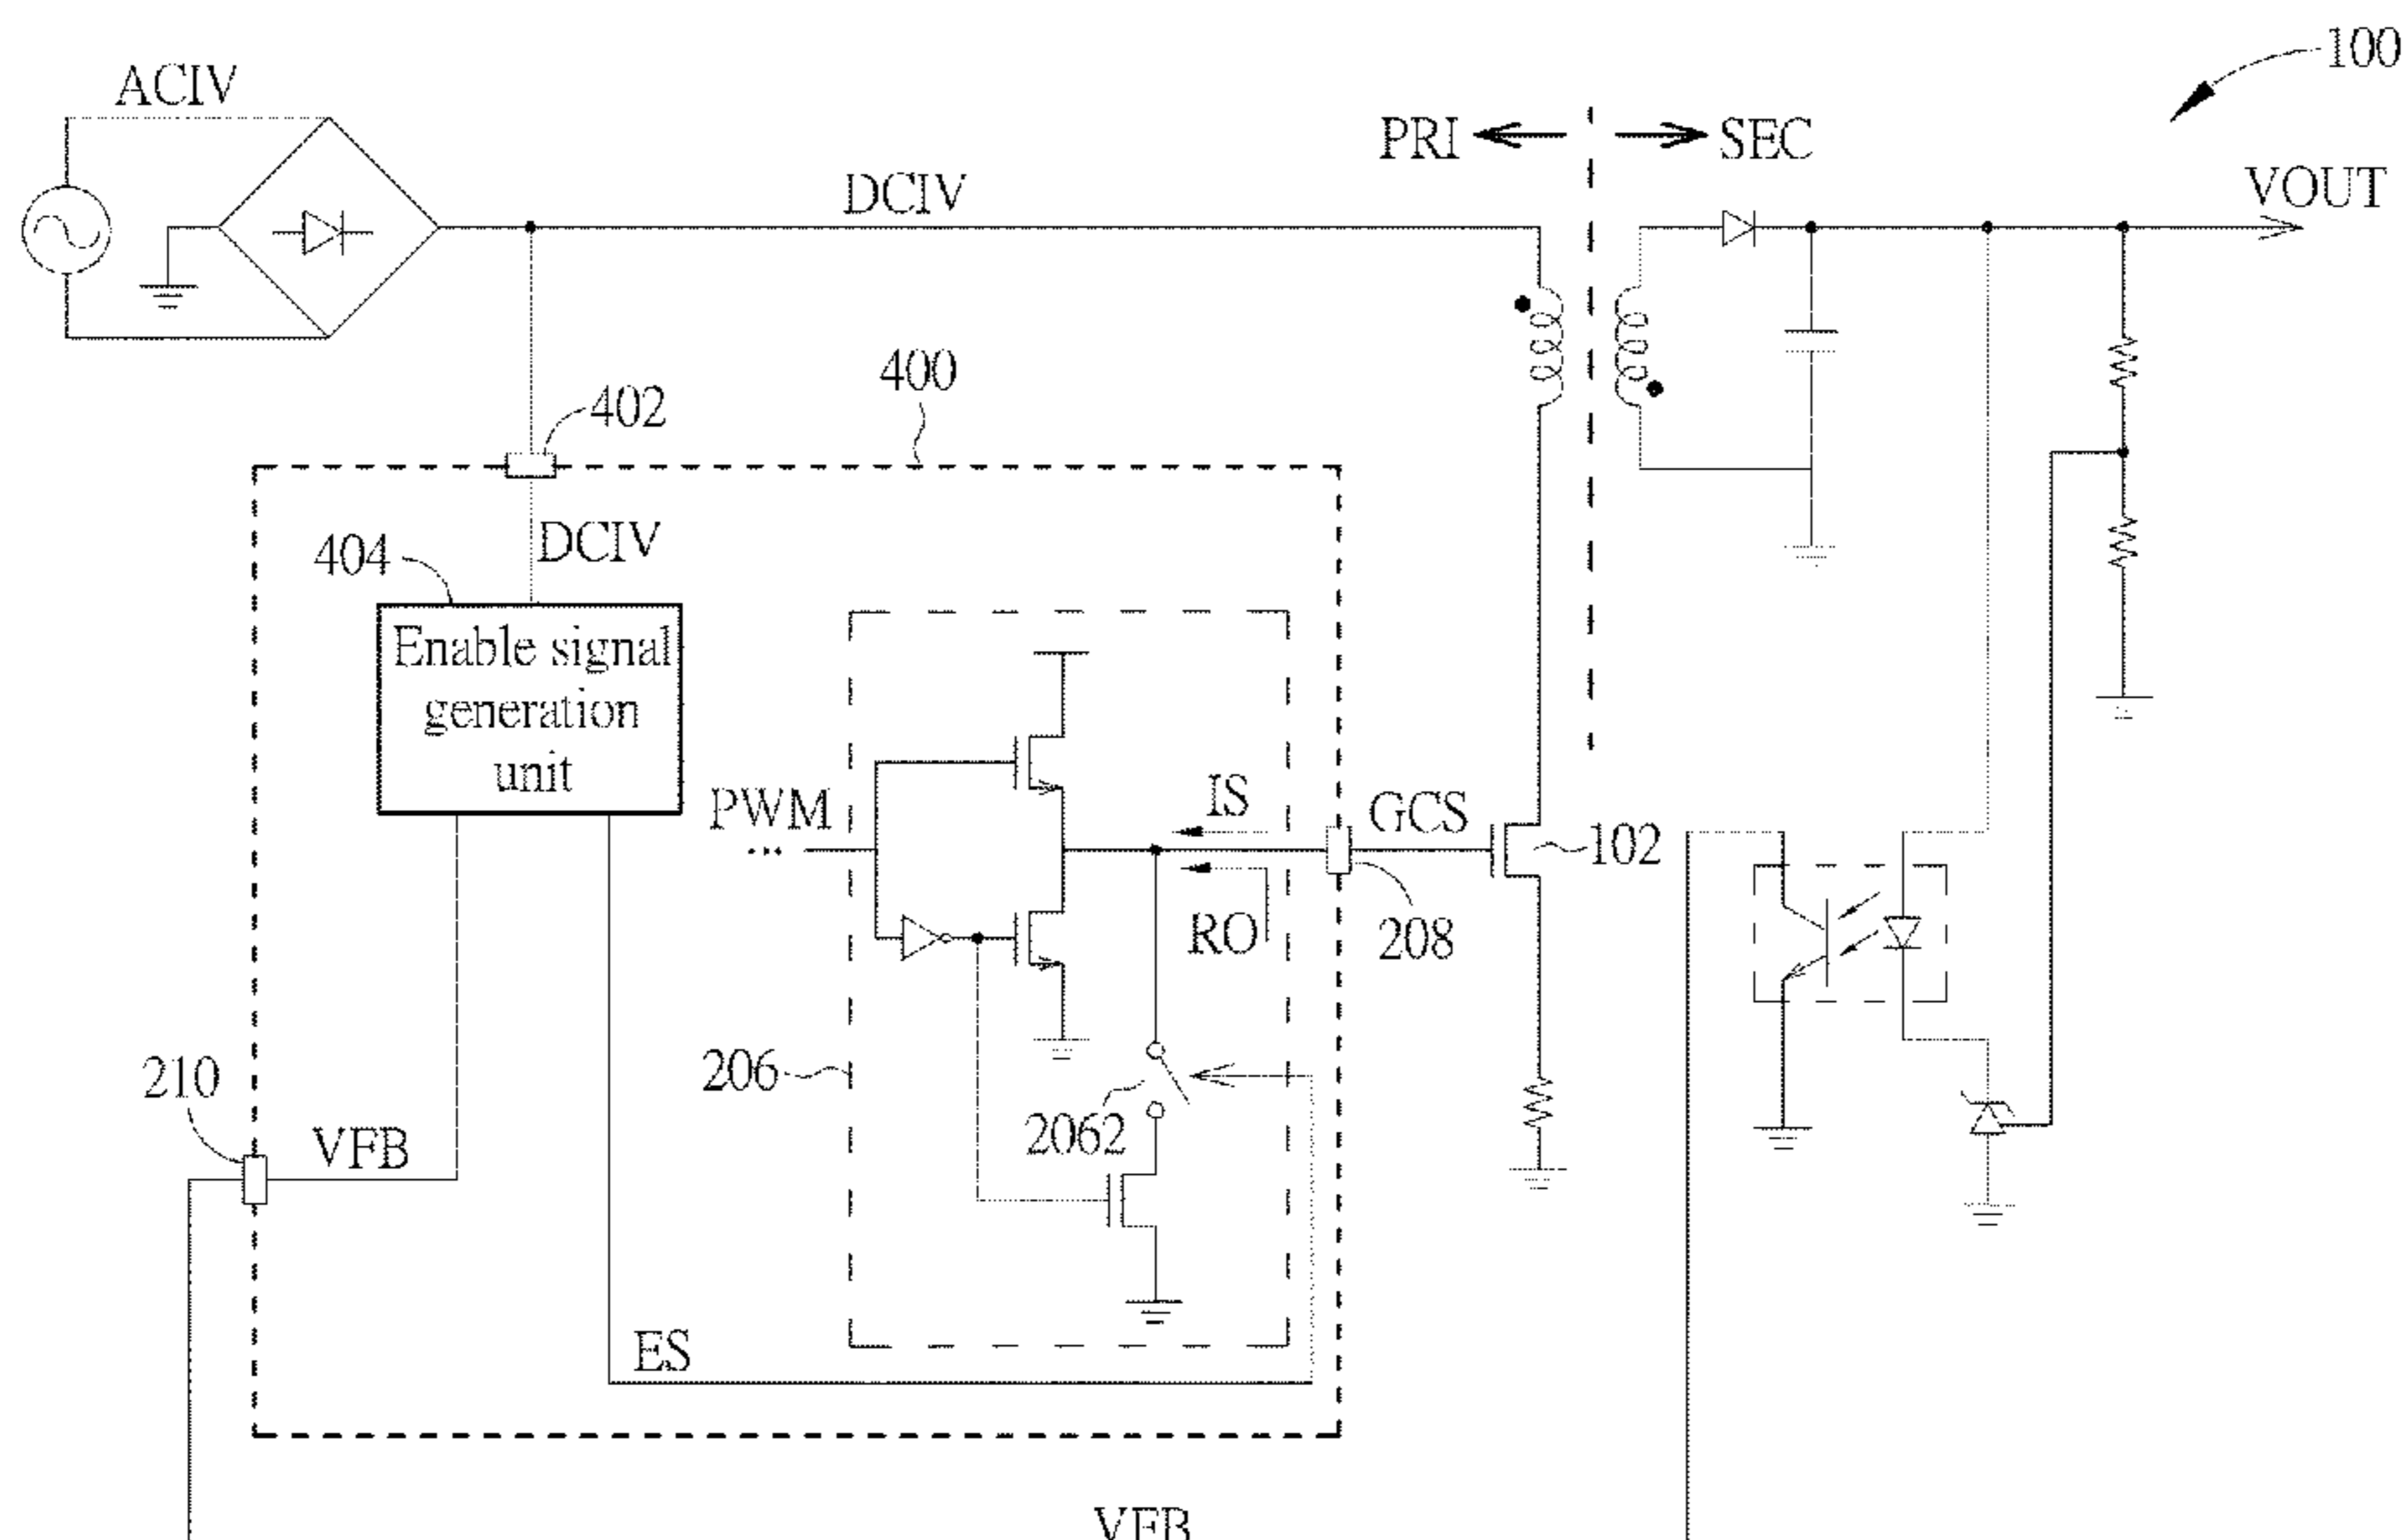 100
ACIV
PRI
SEC
DCIV
VOUT
400
402
DCIV
404
Enable signal
generation
unit
PWM
...
IS
GCS
102
RO
208
206
2062
210
VFB
ES
VFB